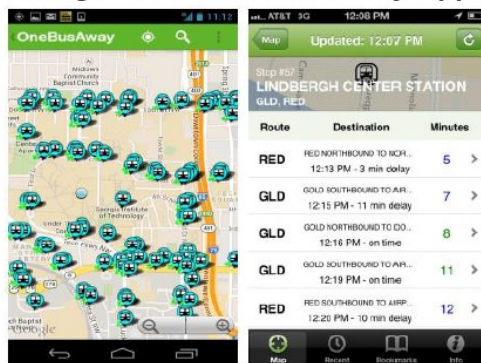 11:12
OneBusAway
Midtown
Community
Baptist Church
Georgia Institute
of Technology
AT&T 3G 12:08 PM
Map
Updated: 12:07 PM
Stop #57
LINDBERGH CENTER STATION
GLD, RED
Route Destination Minutes
RED RED NORTHBOUND TO NOR... 5
12:13 PM - 3 min delay
GLD GOLD SOUTHBOUND TO AIR... 7
12:15 PM - 11 min delay
GLD GOLD NORTHBOUND TO DO... 8
12:16 PM - on time
GLD GOLD SOUTHBOUND TO AIR... 11
12:19 PM - on time
RED RED SOUTHBOUND TO AIRP... 12
12:20 PM - 10 min delay
Map Recent Bookmarks Info